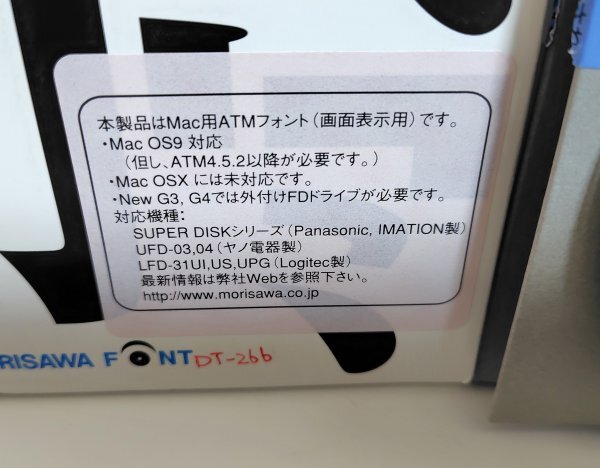 本製品はMac用ATMフォント（画面表示用）です。
・Mac OS9 対応
（但し、ATM4.5.2以降が必要です。）
・Mac OSX には未対応です。
・New G3, G4では外付けFDドライブが必要です。
対応機種：
SUPER DISKシリーズ（Panasonic, IMATION製）
UFD-03,04（ヤノ電器製）
LFD-31UI,US,UPG（Logitec製）
最新情報は弊社Webを参照下さい。
http://www.morisawa.co.jp
RISAWA FONT DT-266